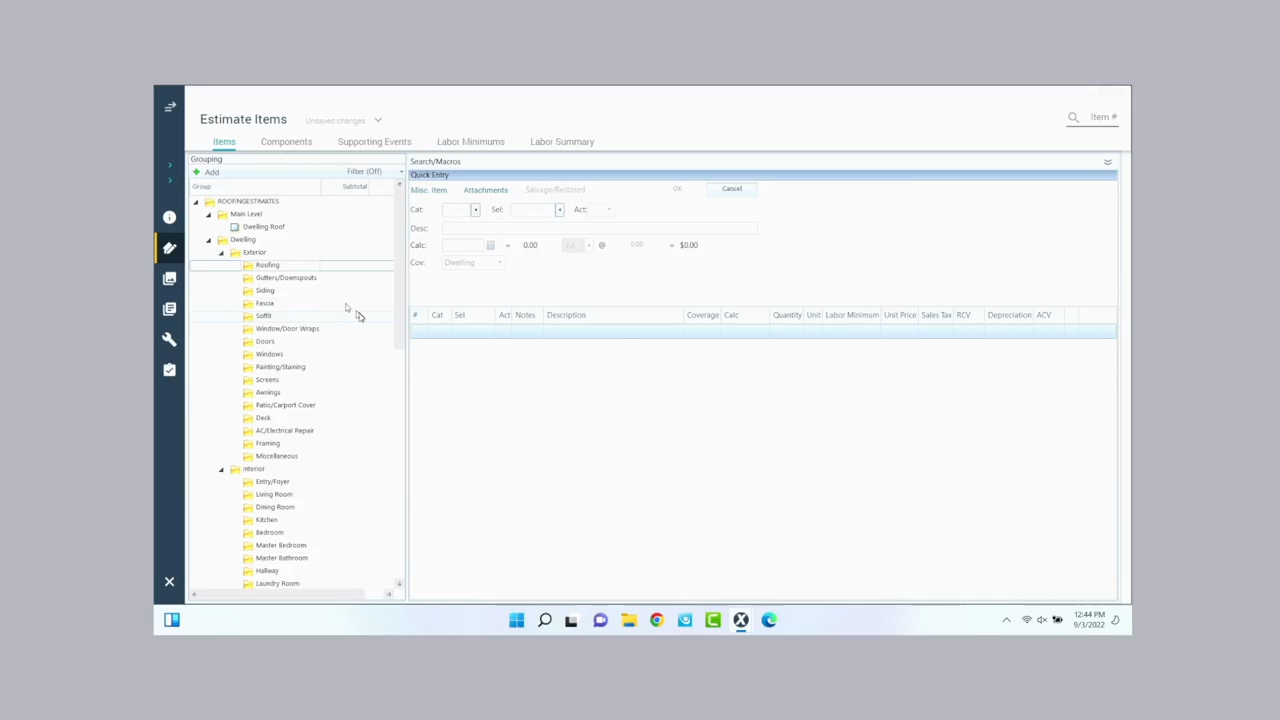 Estimate Items Unsaved changes
Item #
Items Components Supporting Events Labor Minimums Labor Summary
Grouping
Add Filter (Off)
Group Subtotal
ROOFINGESTIMATES
Main Level
Dwelling Roof
Dwelling
Exterior
Roofing
Gutters/Downspouts
Siding
Fascia
Soffit
Window/Door Wraps
Doors
Windows
Painting/Staining
Screens
Awnings
Patio/Carport Cover
Deck
AC/Electrical Repair
Framing
Miscellaneous
Interior
Entry/Foyer
Living Room
Dining Room
Kitchen
Bedroom
Master Bedroom
Master Bathroom
Hallway
Laundry Room
Search/Macros
Quick Entry
Misc. Item Attachments Salvage/Restored OK Cancel
Cat: Sel: Act:
Desc:
Calc: = 0.00 EA @ 0.00 = $0.00
Cov: Dwelling
# Cat Sel Act Notes Description Coverage Calc Quantity Unit Labor Minimum Unit Price Sales Tax RCV Depreciation ACV
12:44 PM
9/3/2022